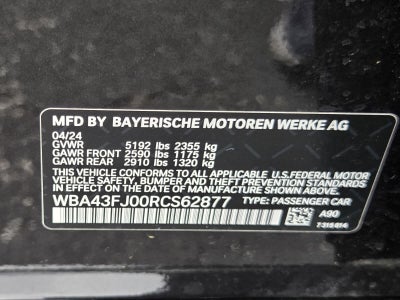 MFD BY BAYERISCHE MOTOREN WERKE AG
04/24
GVWR 5192 lbs 2355 kg
GAWR FRONT 2590 lbs 1175 kg
GAWR REAR 2910 lbs 1320 kg
THIS VEHICLE CONFORMS TO ALL APPLICABLE U.S.FEDERAL MOTOR
VEHICLE SAFETY, BUMPER AND THEFT PREVENTION STANDARDS
IN EFFECT ON THE DATE OF MANUFACTURE SHOWN ABOVE.
WBA43FJ00RCS62877 TYPE: PASSENGER CAR
A90